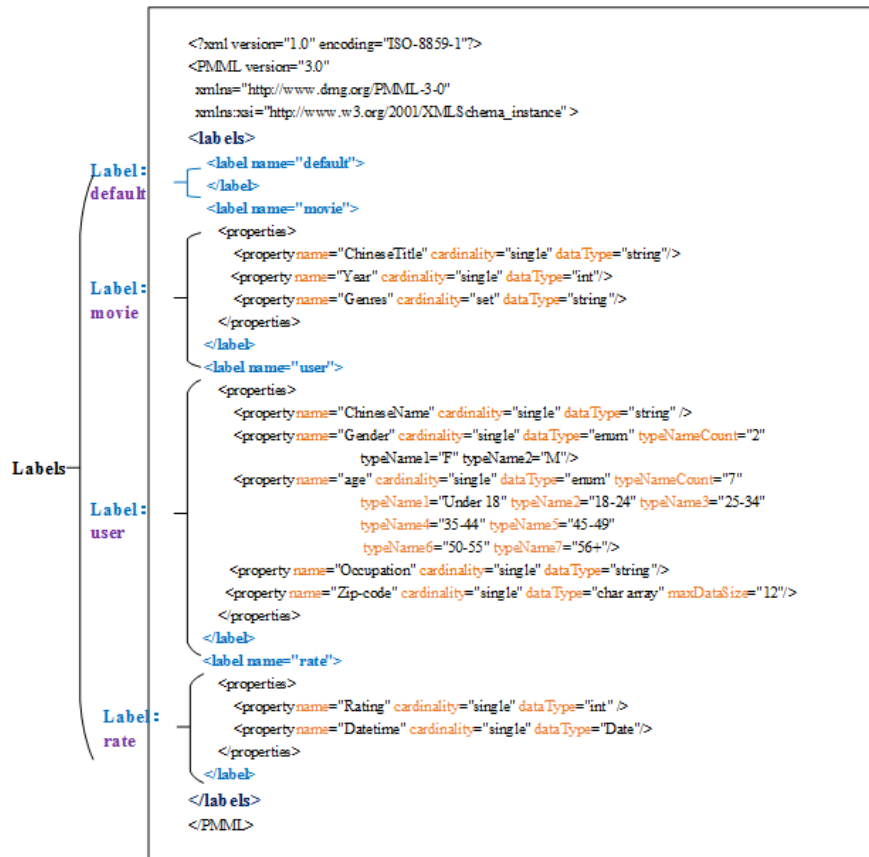 <?xml version="1.0" encoding="ISO-8859-1"?>
<PMML version="3.0"
xmlns="http://www.dmg.org/PMML-3-0"
xmlns:xsi="http://www.w3.org/2001/XMLSchema_instance" >
<labels>
Label:
default
<label name="default">
</label>
<label name="movie">
Label:
movie
<properties>
<property name="ChineseTitle" cardinality="single" dataType="string"/>
<property name="Year" cardinality="single" dataType="int"/>
<property name="Genres" cardinality="set" dataType="string"/>
</properties>
</label>
<label name="user">
Labels
Label:
user
<properties>
<property name="ChineseName" cardinality="single" dataType="string" />
<property name="Gender" cardinality="single" dataType="enum" typeNameCount="2"
typeName1="F" typeName2="M"/>
<property name="age" cardinality="single" dataType="enum" typeNameCount="7"
typeName1="Under 18" typeName2="18-24" typeName3="25-34"
typeName4="35-44" typeName5="45-49"
typeName6="50-55" typeName7="56+"/>
<property name="Occupation" cardinality="single" dataType="string"/>
<property name="Zip-code" cardinality="single" dataType="char array" maxDataSize="12"/>
</properties>
</label>
<label name="rate">
Label:
rate
<properties>
<property name="Rating" cardinality="single" dataType="int" />
<property name="Datetime" cardinality="single" dataType="Date"/>
</properties>
</label>
</labels>
</PMML>